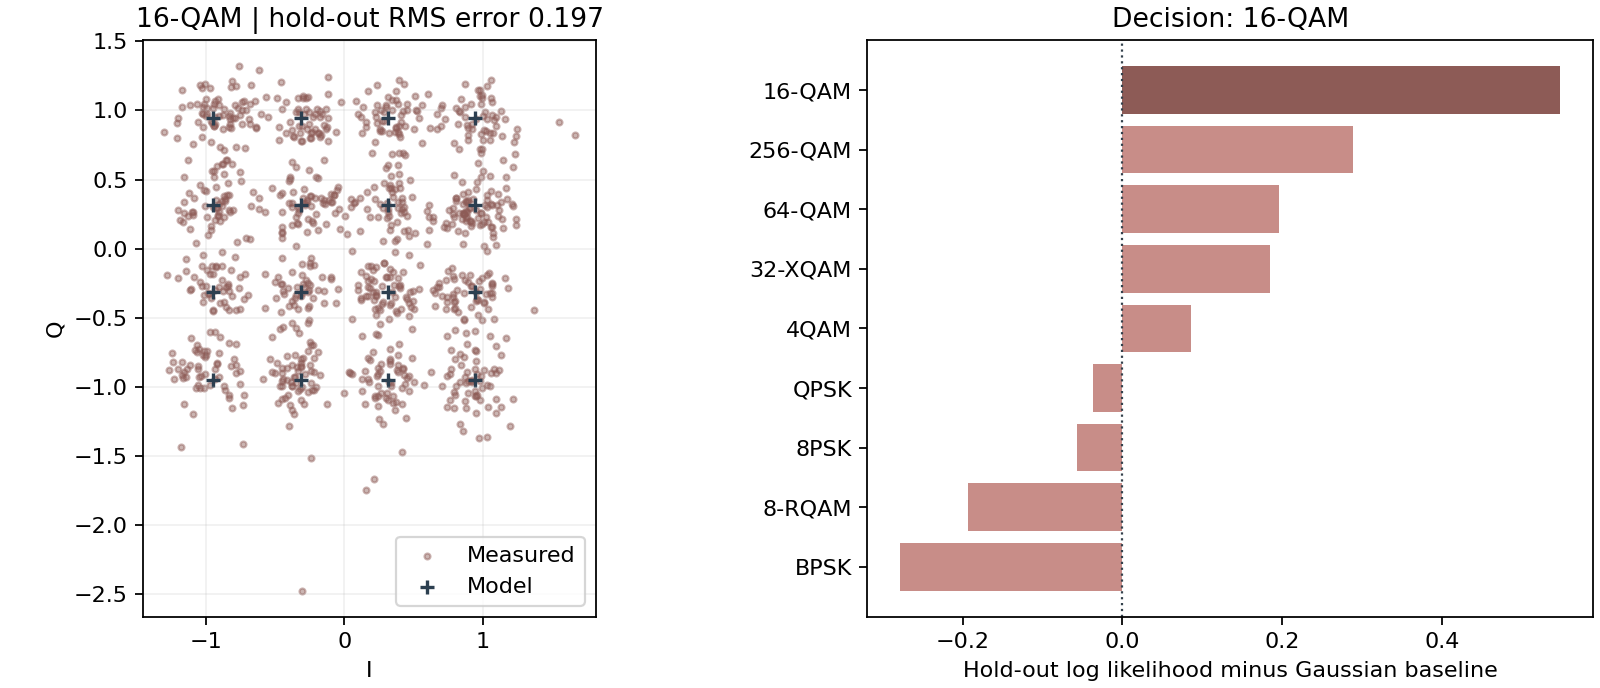 16-QAM | hold-out RMS error 0.197
1.5
1.0
0.5
0.0
−0.5
−1.0
−1.5
−2.0
−2.5
Q
−1
0
1
I
Measured
Model
Decision: 16-QAM
16-QAM
256-QAM
64-QAM
32-XQAM
4QAM
QPSK
8PSK
8-RQAM
BPSK
−0.2
0.0
0.2
0.4
Hold-out log likelihood minus Gaussian baseline